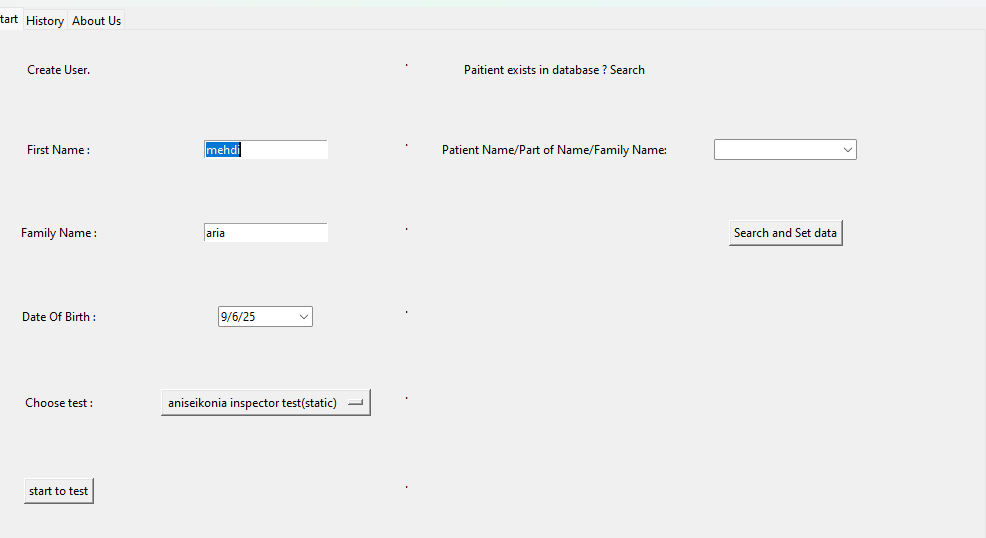 tart History About Us
Create User.
Paitient exists in database ? Search
First Name :
mehdi
Patient Name/Part of Name/Family Name:
Family Name :
aria
Search and Set data
Date Of Birth :
9/6/25
Choose test :
aniseikonia inspector test(static)
start to test